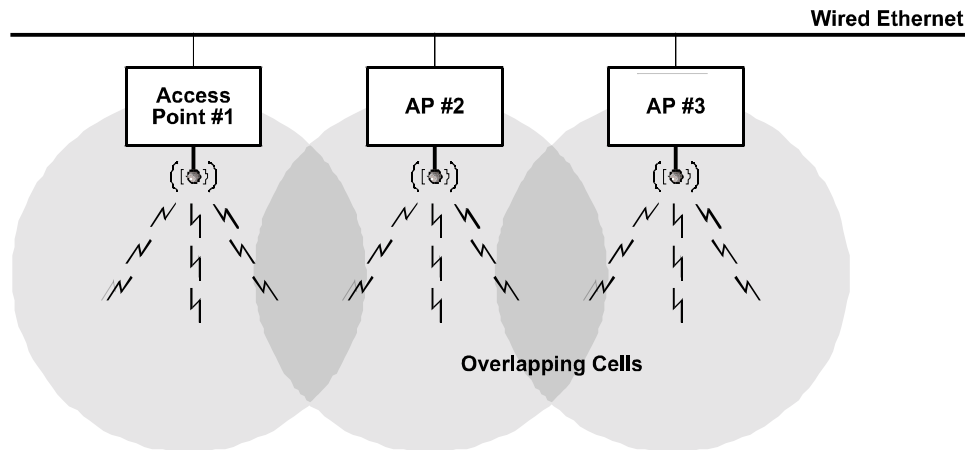 Wired Ethernet
Access
Point #1
AP #2
AP #3
Overlapping Cells